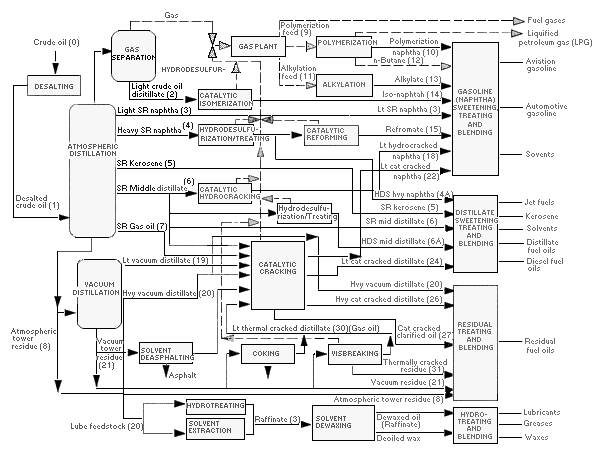 Gas
Fuel gases
Liquified
petroleum gas (LPG)
Crude oil (0)
DESALTING
GAS
SEPARATION
GAS PLANT
Polymerization
feed (9)
POLYMERIZATION
Polymerization
naphtha (10)
n-Butane (12)
Alkylation
feed (11)
ALKYLATION
Alkylate (13)
Iso-naphtha (14)
HYDRODESULFUR-
Light crude oil
disitillate (2)
CATALYTIC
ISOMERIZATION
Light SR naphtha (3)
Lt SR naphtha (3)
Heavy SR naphtha (4)
HYDRODESULFU-
RIZATION/TREATING
CATALYTIC
REFORMING
Refromate (15)
GASOLINE
(NAPHTHA)
SWEETENING,
TREATING
AND
BLENDING
Aviation
gasoline
Automotive
gasoline
Sovents
ATMOSPHERIC
DISTILLATION
SR Kerosene (5)
SR Middle distillate (6)
CATALYTIC
HYDROCRACKING
Hydrodesulfu-
rization/Treating
SR Gas oil (7)
Lt hydrocracked
naphtha (18)
Lt cat cracked
naphtha (22)
HDS hvy naphtha (4A)
SR kerosene (5)
SR mid distillate (6)
HDS mid distillate (6A)
Lt cat cracked distillate (24)
DISTILLATE
SWEETENING
TREATING
AND
BLENDING
Jet fuels
Kerosene
Solvents
Distillate
fuel oils
Diesel fuel
oils
Desalted
crude oil (1)
Lt vacuum distillate (19)
CATALYTIC
CRACKING
VACUUM
DISTILLATION
Hvy vacuum distillate (20)
Hvy vacuum distillate (20)
Hvy cat cracked distillate (26)
Lt thermal cracked distillate (30)(Gas oil)
Cat cracked
clarified oil (27)
Atmospheric
tower
residue (8)
Vacuum
tower
residue
(21)
SOLVENT
DEASPHALTING
Asphalt
COKING
VISBREAKING
Thermally cracked
residue (31)
Vacuum residue (21)
Atmospheric tower residue (8)
RESIDUAL
TREATING
AND
BLENDING
Residual
fuel oils
Lube feedstock (20)
HYDROTREATING
SOLVENT
EXTRACTION
Raffinate (3)
SOLVENT
DEWAXING
Dewaxed oil
(Raffinate)
Deoiled wax
HYDRO-
TREATING
AND
BLENDING
Lubricants
Greases
Waxes